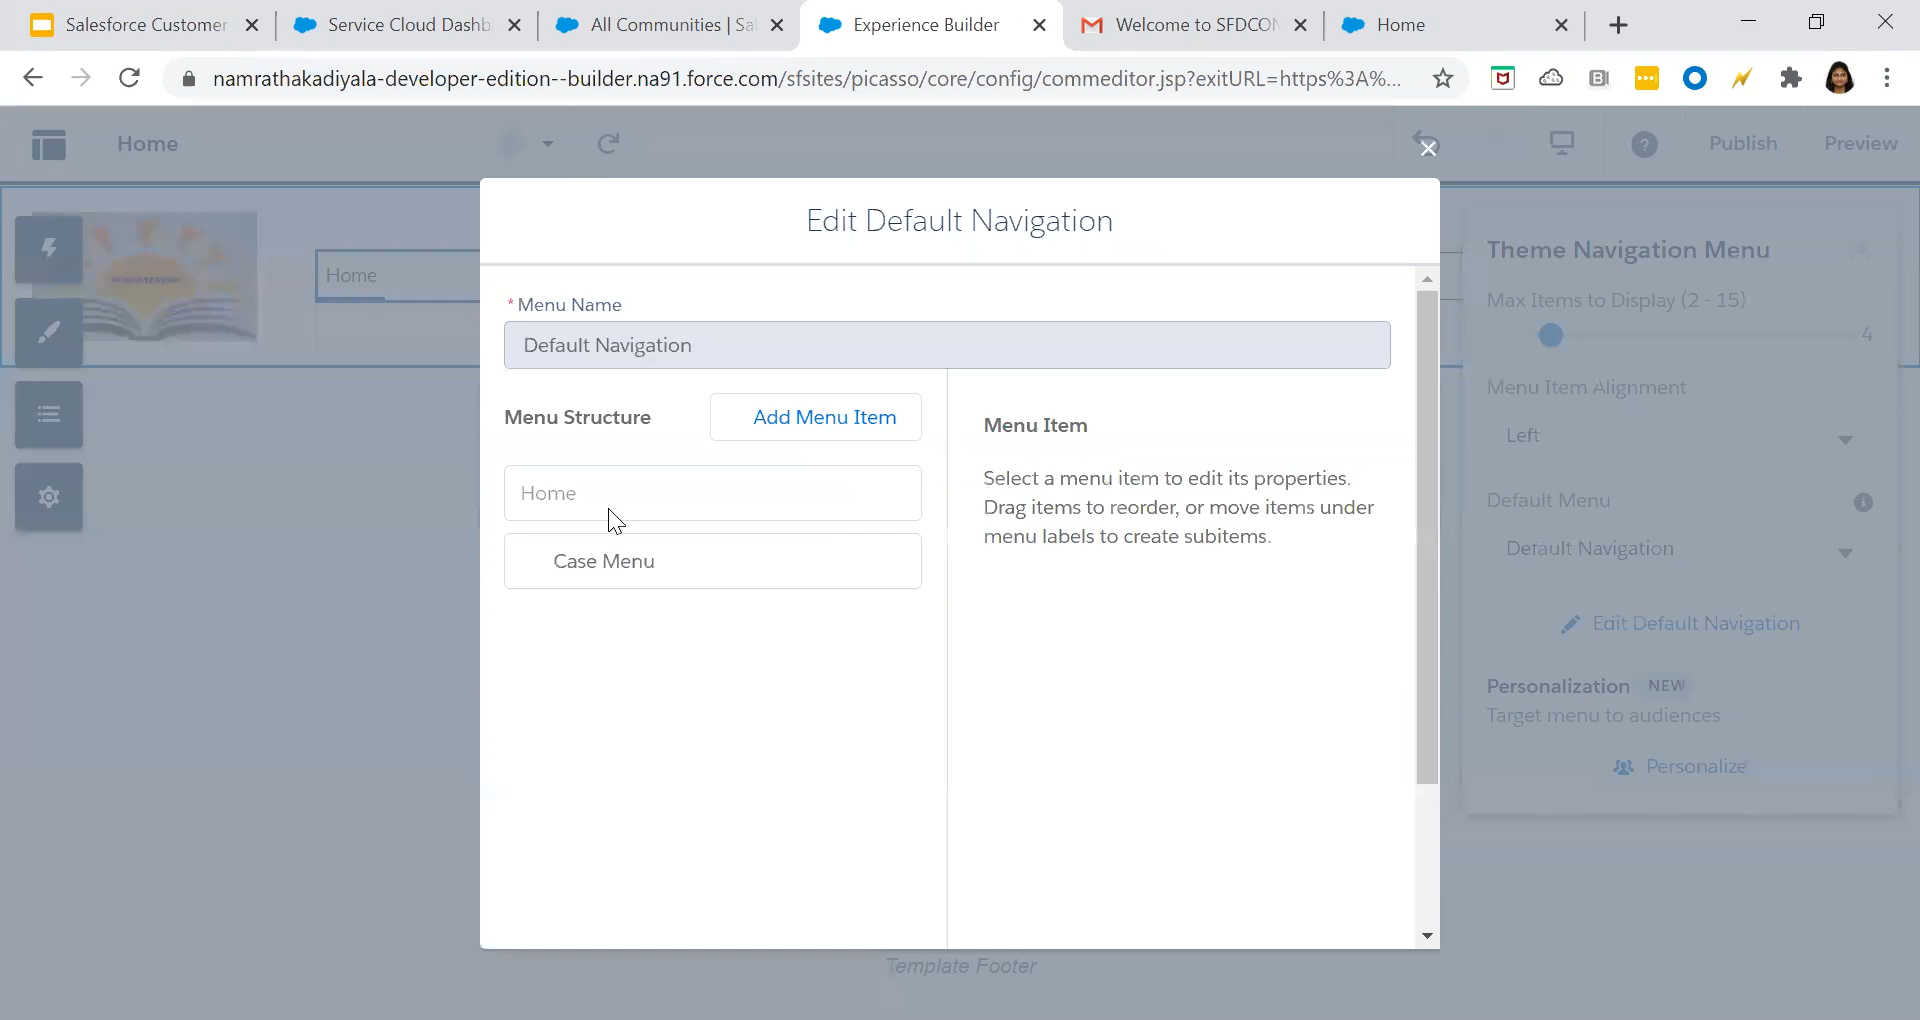 Salesforce Customer
Service Cloud Dashb
All Communities | Sa
Experience Builder
Welcome to SFDCON
Home
namrathakadiyala-developer-edition--builder.na91.force.com/sfsites/picasso/core/config/commeditor.jsp?exitURL=https%3A%...
Home
Publish
Preview
Edit Default Navigation
Home
* Menu Name
Default Navigation
Menu Structure
Add Menu Item
Home
Case Menu
Menu Item
Select a menu item to edit its properties.
Drag items to reorder, or move items under
menu labels to create subitems.
Theme Navigation Menu
Max Items to Display (2 - 15)
4
Menu Item Alignment
Left
Default Menu
Default Navigation
Edit Default Navigation
Personalization NEW
Target menu to audiences
Personalize
Template Footer